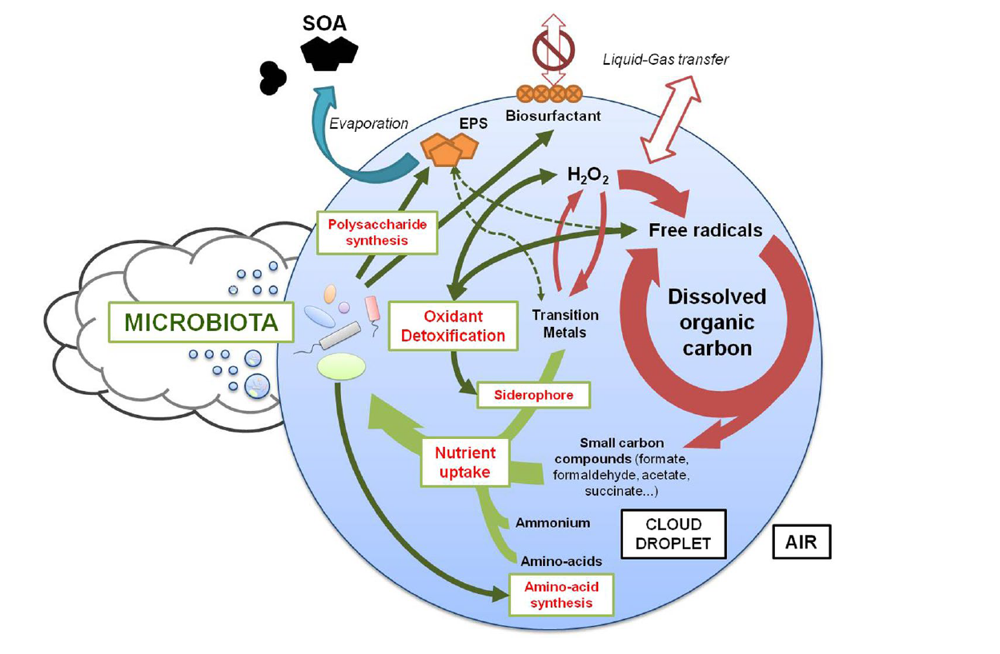 SOA
Liquid-Gas transfer
Evaporation
EPS
Biosurfactant
H₂O₂
Polysaccharide
synthesis
Free radicals
MICROBIOTA
Oxidant
Detoxification
Transition
Metals
Dissolved
organic
carbon
Siderophore
Nutrient
uptake
Small carbon
compounds (formate,
formaldehyde, acetate,
succinate...)
Ammonium
Amino-acids
Amino-acid
synthesis
CLOUD
DROPLET
AIR